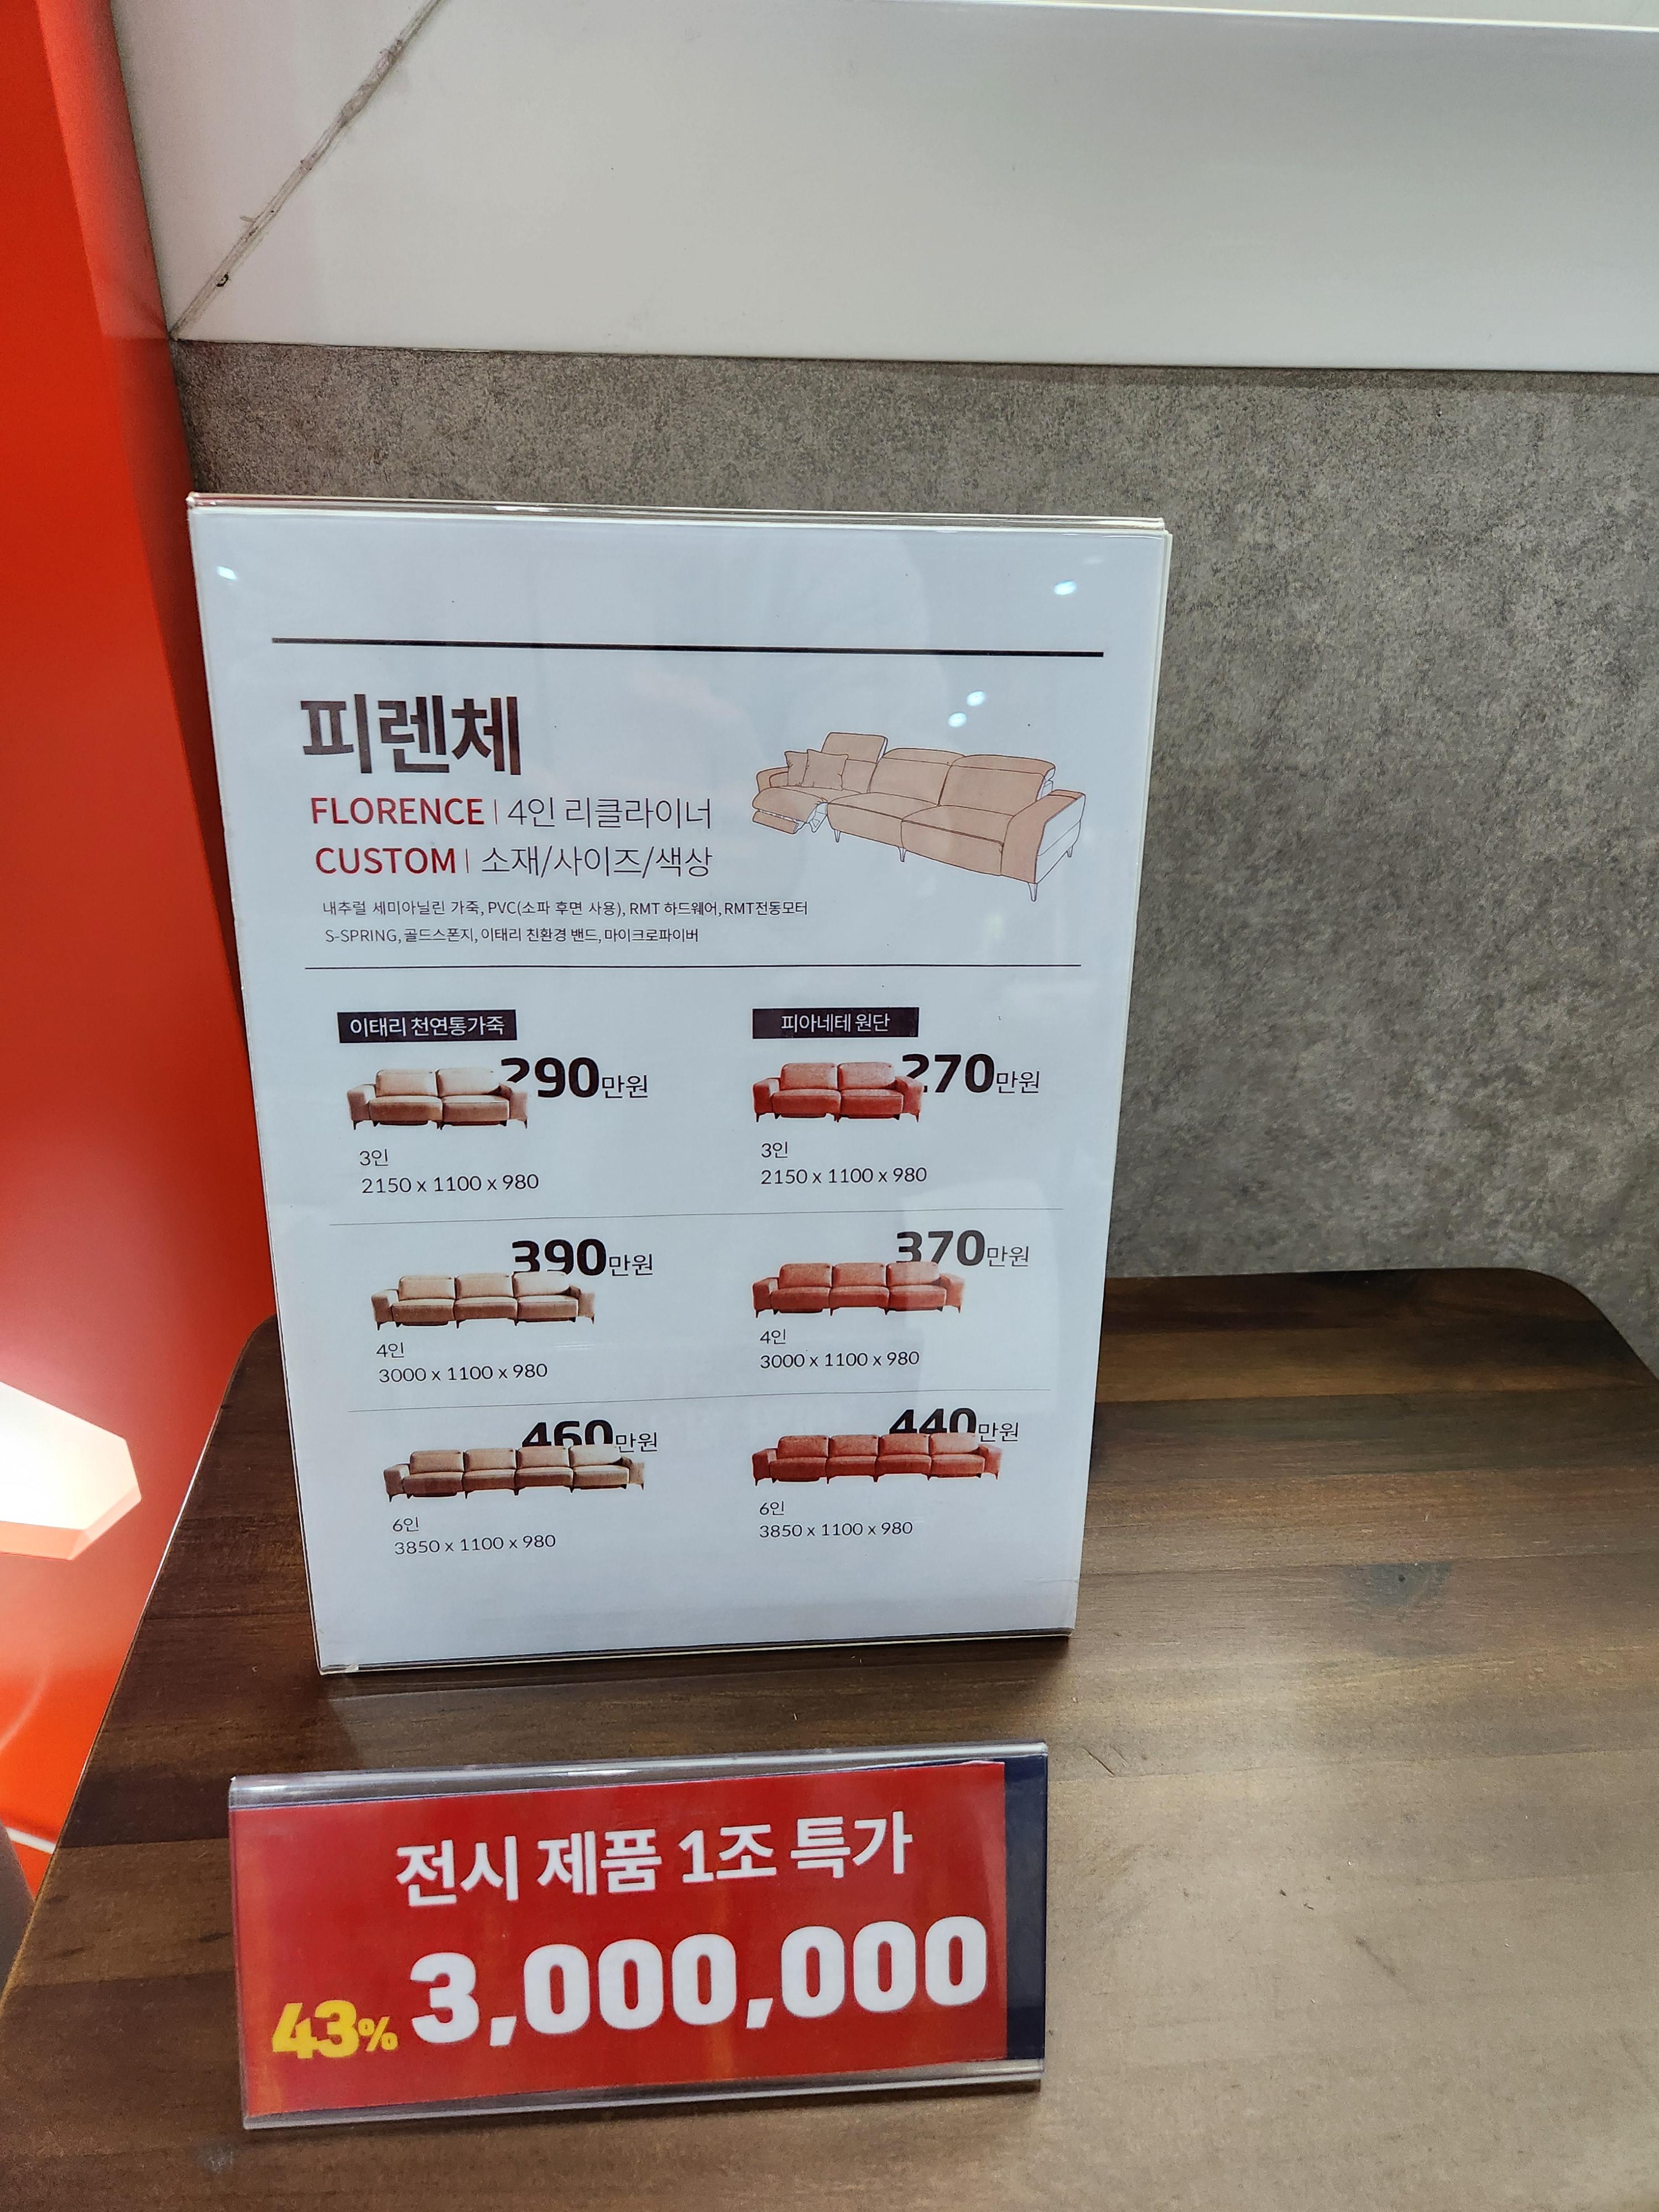 피렌체
FLORENCE | 4인 리클라이너
CUSTOM | 소재/사이즈/색상
내추럴 세미아닐린 가죽, PVC(소파 후면 사용), RMT 하드웨어, RMT전동모터
S-SPRING, 골드스폰지, 이태리 친환경 밴드, 마이크로파이버
이태리 천연통가죽
290만원
3인
2150 x 1100 x 980
390만원
4인
3000 x 1100 x 980
460만원
6인
3850 x 1100 x 980
피아네테 원단
270만원
3인
2150 x 1100 x 980
370만원
4인
3000 x 1100 x 980
440만원
6인
3850 x 1100 x 980
전시 제품 1조 특가
43% 3,000,000